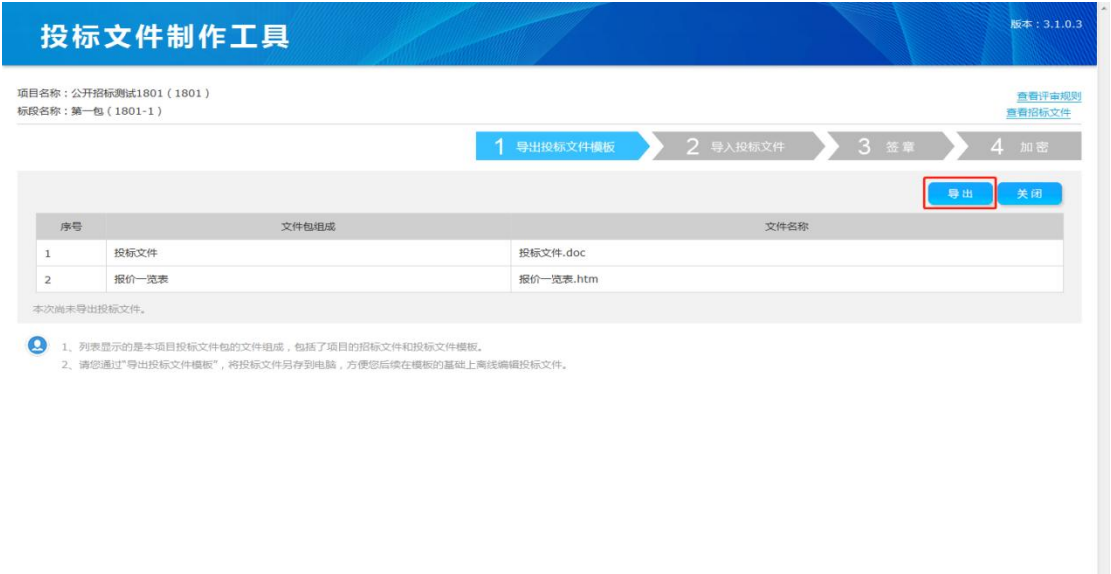 投标文件制作工具
版本：3.1.0.3
项目名称：公开招标测试1801（1801）
查看评审规则
标段名称：第一包（1801-1）
查看招标文件
1 导出投标文件模板
2 导入投标文件
3 签章
4 加密
导出
关闭
序号 文件包组成 文件名称
1 投标文件 投标文件.doc
2 报价一览表 报价一览表.htm
本次尚未导出投标文件。
1、列表显示的是本项目投标文件包的文件组成，包括了项目的招标文件和投标文件模板。
2、请您通过"导出投标文件模板"，将投标文件另存到电脑，方便您后续在模板的基础上离线编辑投标文件。